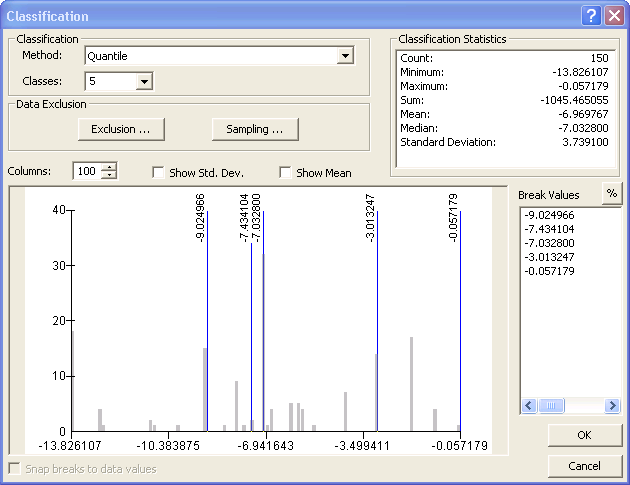 Classification
Classification
Method: Quantile
Classes: 5
Data Exclusion
Exclusion ...
Sampling ...
Classification Statistics
Count: 150
Minimum: -13.826107
Maximum: -0.057179
Sum: -1045.465055
Mean: -6.969767
Median: -7.032800
Standard Deviation: 3.739100
Columns: 100 Show Std. Dev. Show Mean
Break Values %
-9.024966
-7.434104
-7.032800
-3.013247
-0.057179
-9.024966
-7.434104
-7.032800
-3.013247
-0.057179
40
30
20
10
0
-13.826107 -10.383875 -6.941643 -3.499411 -0.057179
Snap breaks to data values
OK
Cancel